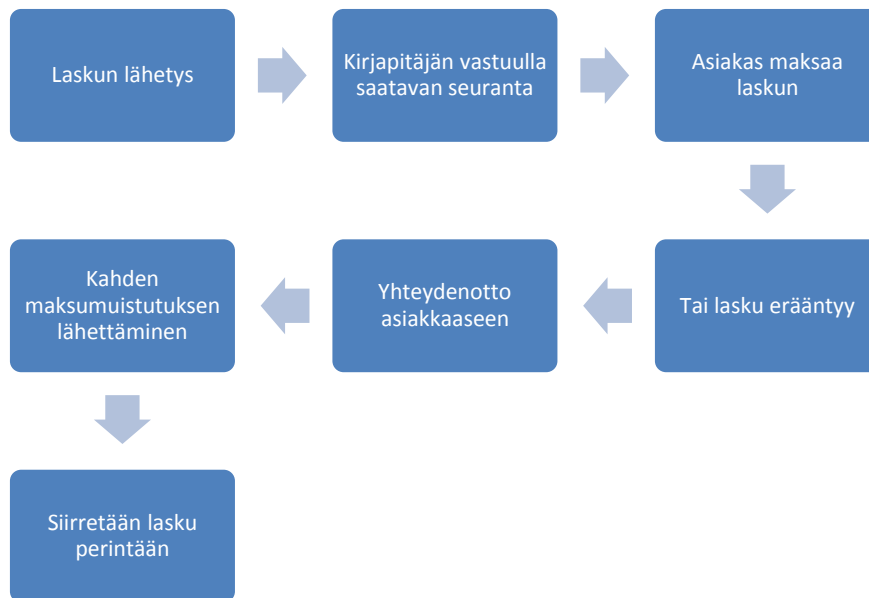 Laskun lähetys
Kirjapitäjän vastuulla
saatavan seuranta
Asiakas maksaa
laskun
Tai lasku erääntyy
Yhteydenotto
asiakkaaseen
Kahden
maksumuistutuksen
lähettäminen
Siirretään lasku
perintään